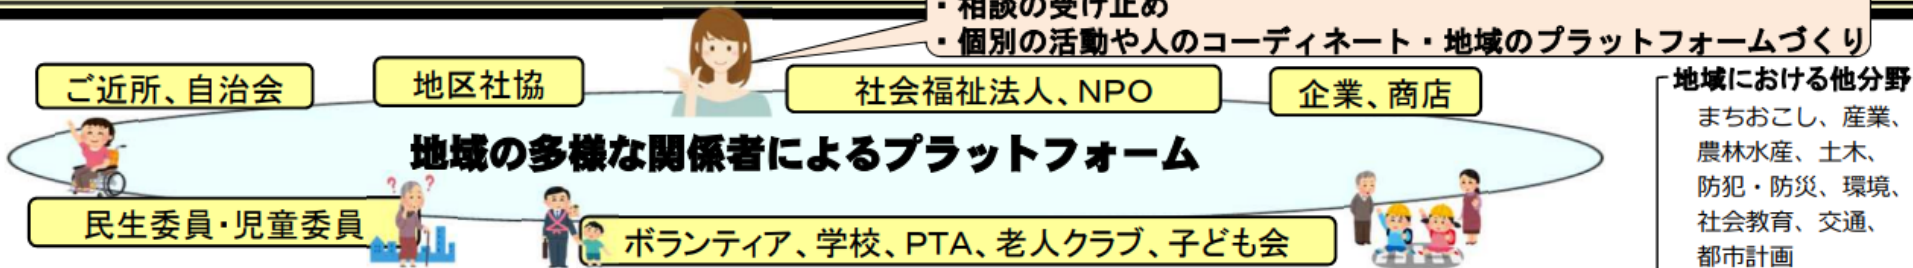 ・相談の受け止め
・個別の活動や人のコーディネート・地域のプラットフォームづくり
ご近所、自治会
地区社協
社会福祉法人、NPO
企業、商店
地域の多様な関係者によるプラットフォーム
民生委員・児童委員
? ?
ボランティア、学校、PTA、老人クラブ、子ども会
地域における他分野
まちおこし、産業、
農林水産、土木、
防犯・防災、環境、
社会教育、交通、
都市計画